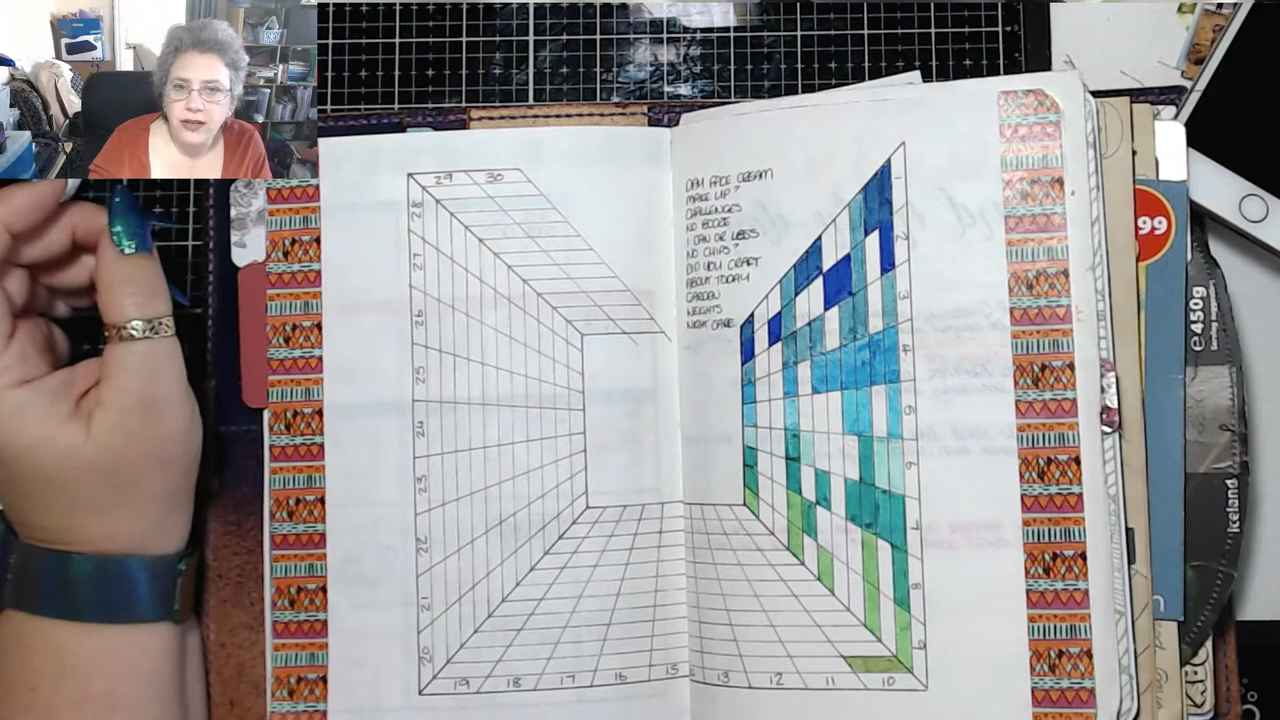 29 30
28
27
26
25
24
23
22
21
20
19 18 17 16 15 13 12 11 10
DAY FACE CREAM
MAKE UP?
CHALLENGES
NO BOOZE
1 CAN OR LESS
NO CHIPS?
DID YOU CRAFT
ABOUT TODAY
GARDEN
WEIGHTS
NIGHT CARE
1
2
3
4
5
6
7
8
9
99
e450g
Iceland